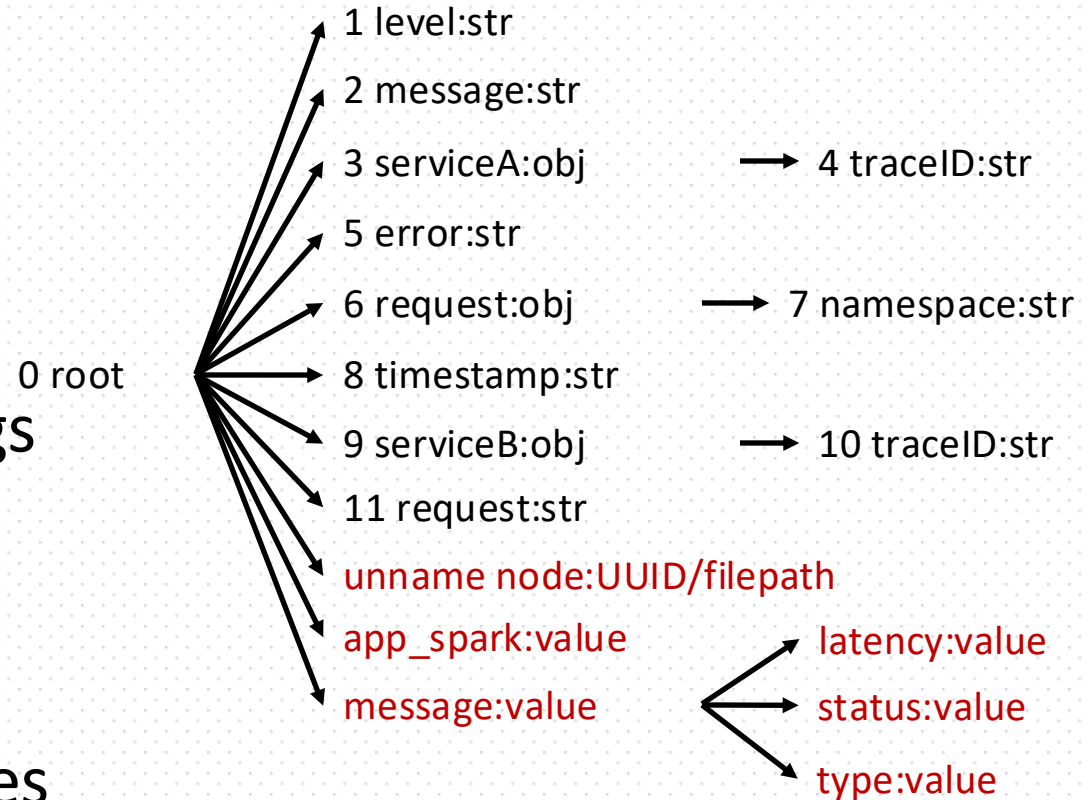 1 level:str
2 message:str
3 serviceA:obj
4 traceID:str
5 error:str
6 request:obj
7 namespace:str
0 root
8 timestamp:str
gs
9 serviceB:obj
10 traceID:str
11 request:str
unname node:UUID/filepath
app_spark:value
latency:value
message:value
status:value
es
type:value